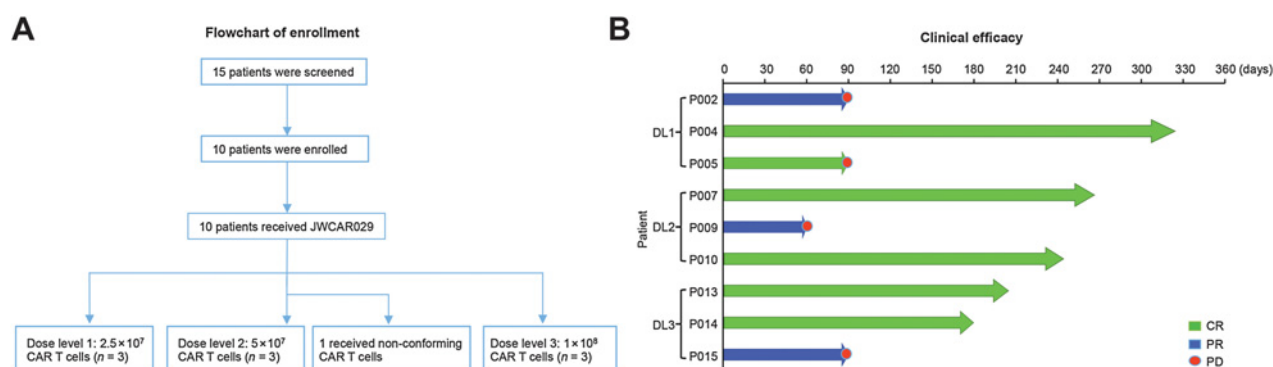 A
Flowchart of enrollment
15 patients were screened
10 patients were enrolled
10 patients received JWCAR029
Dose level 1: 2.5×10⁷
CAR T cells (n = 3)
Dose level 2: 5×10⁷
CAR T cells (n = 3)
1 received non-conforming
CAR T cells
Dose level 3: 1×10⁸
CAR T cells (n = 3)
B
Clinical efficacy
0 30 60 90 120 150 180 210 240 270 300 330 360 (days)
Patient
DL1
P002
P004
P005
DL2
P007
P009
P010
DL3
P013
P014
P015
CR
PR
PD